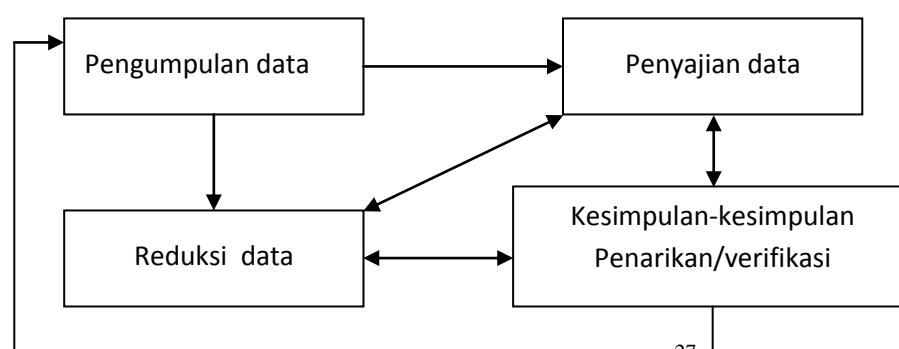 Pengumpulan data
Penyajian data
Reduksi data
Kesimpulan-kesimpulan
Penarikan/verifikasi